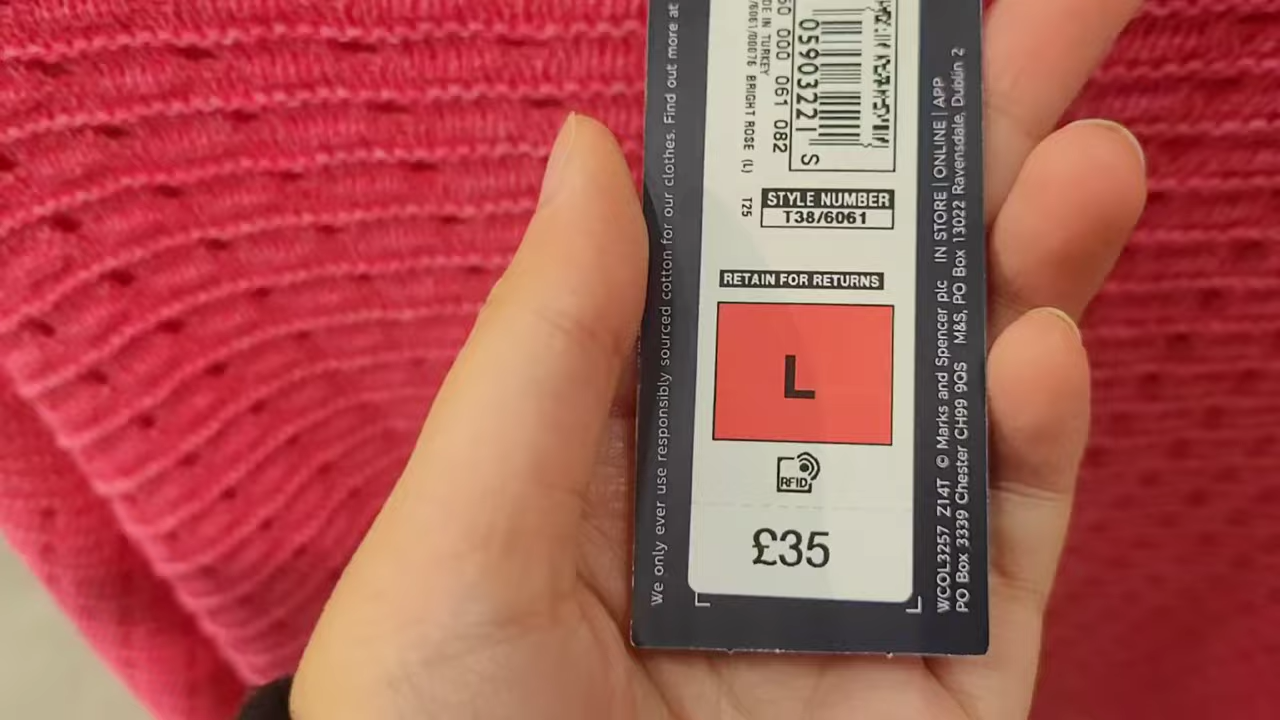 We only ever use responsibly sourced cotton for our clothes. Find out more at
DE IN TURKEY
/6061/00076 BRIGHT ROSE (L) T25
50 000 061 082
05903221 S
STYLE NUMBER
T38/6061
RETAIN FOR RETURNS
L
RFID
£35
WCOL3257 Z14T © Marks and Spencer plc IN STORE | ONLINE | APP
PO Box 3339 Chester CH99 9QS M&S, PO Box 13022 Ravensdale, Dublin 2